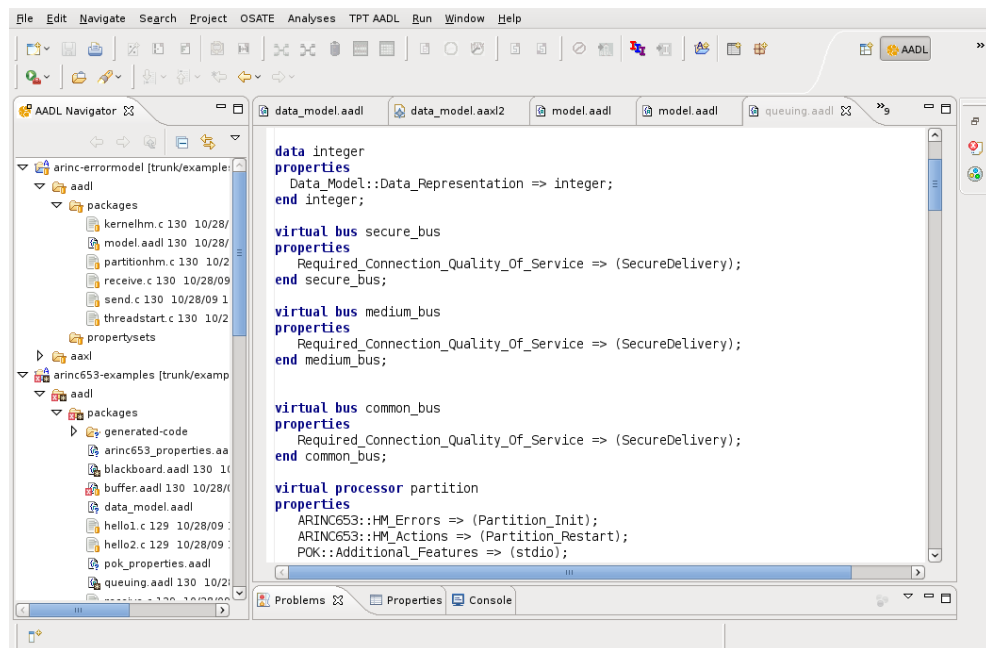 File Edit Navigate Search Project OSATE Analyses TPT AADL Run Window Help
AADL
»
AADL Navigator
data_model.aadl
data_model.aaxl2
model.aadl
model.aadl
queuing.aadl
»9
arinc-errormodel [trunk/example
aadl
packages
kernelhm.c 130 10/28/
model.aadl 130 10/28/
partitionhm.c 130 10/2
receive.c 130 10/28/09
send.c 130 10/28/09 1
threadstart.c 130 10/2
propertysets
aaxl
arinc653-examples [trunk/examp
aadl
packages
generated-code
arinc653_properties.aa
blackboard.aadl 130 10
buffer.aadl 130 10/28/
data_model.aadl
hello1.c 129 10/28/09
hello2.c 129 10/28/09
pok_properties.aadl
queuing.aadl 130 10/2
data integer
properties
Data_Model::Data_Representation => integer;
end integer;
virtual bus secure_bus
properties
Required_Connection_Quality_Of_Service => (SecureDelivery);
end secure_bus;
virtual bus medium_bus
properties
Required_Connection_Quality_Of_Service => (SecureDelivery);
end medium_bus;
virtual bus common_bus
properties
Required_Connection_Quality_Of_Service => (SecureDelivery);
end common_bus;
virtual processor partition
properties
ARINC653::HM_Errors => (Partition_Init);
ARINC653::HM_Actions => (Partition_Restart);
POK::Additional_Features => (stdio);
Problems
Properties
Console